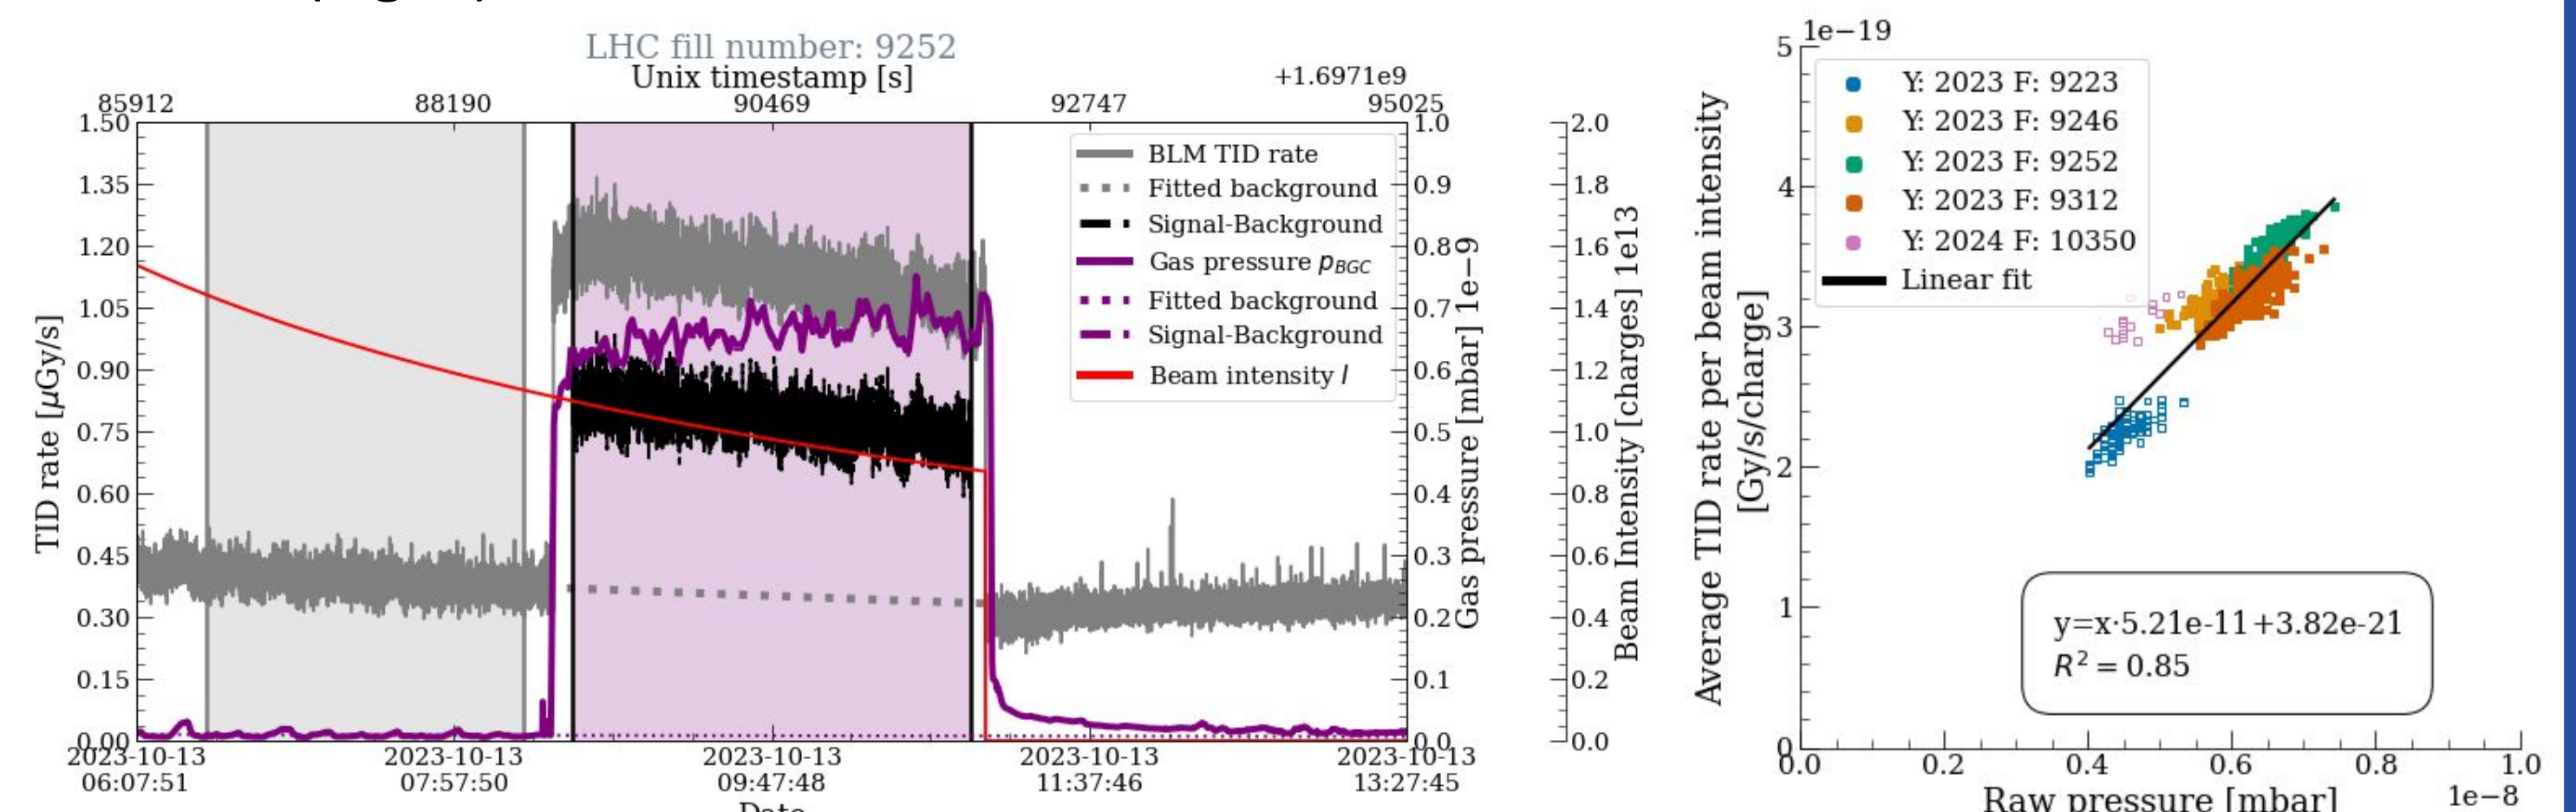 LHC fill number: 9252
Unix timestamp [s]
+1.6971e9
85912 88190 90469 92747 95025
TID rate [μGy/s]
1.50
1.35
1.20
1.05
0.90
0.75
0.60
0.45
0.30
0.15
0.00
BLM TID rate
Fitted background
Signal-Background
Gas pressure pBGC
Fitted background
Signal-Background
Beam intensity I
1.0
0.9
0.8
0.7
0.6
0.5
0.4
0.3
0.2
0.1
0.0
Gas pressure [mbar] 1e−9
2.0
1.8
1.6
1.4
1.2
1.0
0.8
0.6
0.4
0.2
0.0
Beam Intensity [charges] 1e13
2023-10-13 2023-10-13 2023-10-13 2023-10-13 2023-10-13
06:07:51 07:57:50 09:47:48 11:37:46 13:27:45
Date
1e−19
Average TID rate per beam intensity
[Gy/s/charge]
5
4
3
2
1
0
Y: 2023 F: 9223
Y: 2023 F: 9246
Y: 2023 F: 9252
Y: 2023 F: 9312
Y: 2024 F: 10350
Linear fit
y=x·5.21e-11+3.82e-21
R² = 0.85
0.0 0.2 0.4 0.6 0.8 1.0
Raw pressure [mbar] 1e−8